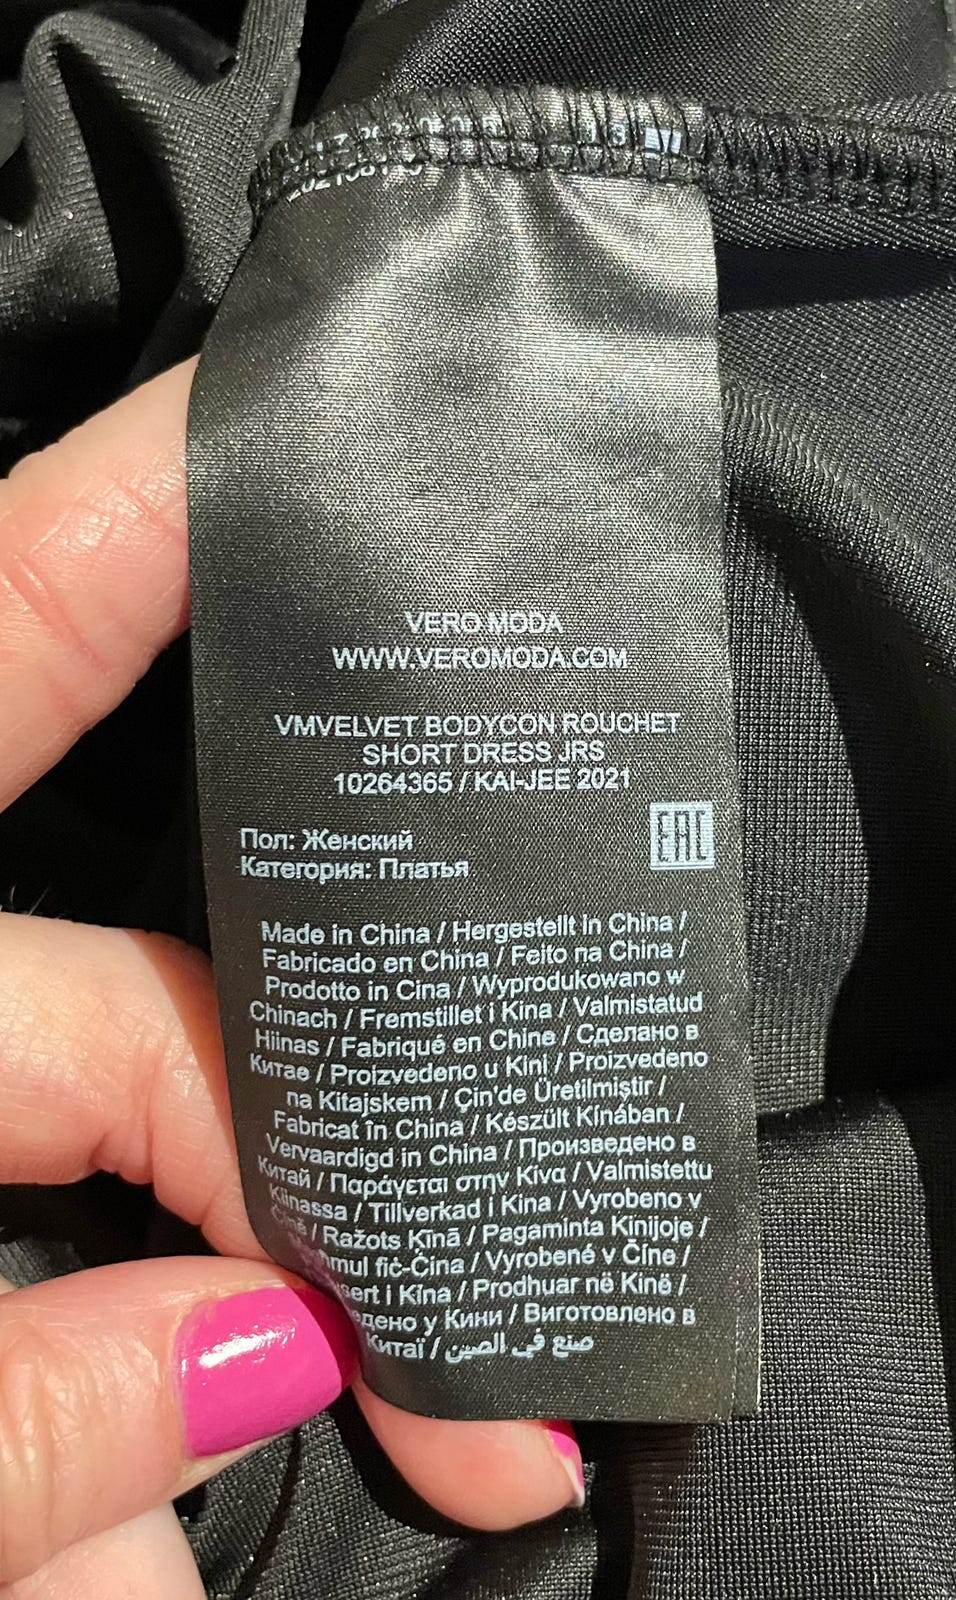 VERO MODA
WWW.VEROMODA.COM
VMVELVET BODYCON ROUCHET
SHORT DRESS JRS
10264365 / KAI-JEE 2021
EAC
Пол: Женский
Категория: Платья
Made in China / Hergestellt in China /
Fabricado en China / Feito na China /
Prodotto in Cina / Wyprodukowano w
Chinach / Fremstillet i Kina / Valmistatud
Hiinas / Fabriqué en Chine / Сделано в
Китае / Proizvedeno u Kini / Proizvedeno
na Kitajskem / Çin'de Üretilmiştir /
Fabricat în China / Készült Kínában /
Vervaardigd in China / Произведено в
Китай / Παράγεται στην Κίνα / Valmistettu
Kiinassa / Tillverkad i Kina / Vyrobeno v
Číně / Ražots Ķīnā / Pagaminta Kinijoje /
fiċ-Ċina / Vyrobené v Číne /
i Kína / Prodhuar në Kinë /
у Кини / Виготовлено в
Китаї / صنع في الصين